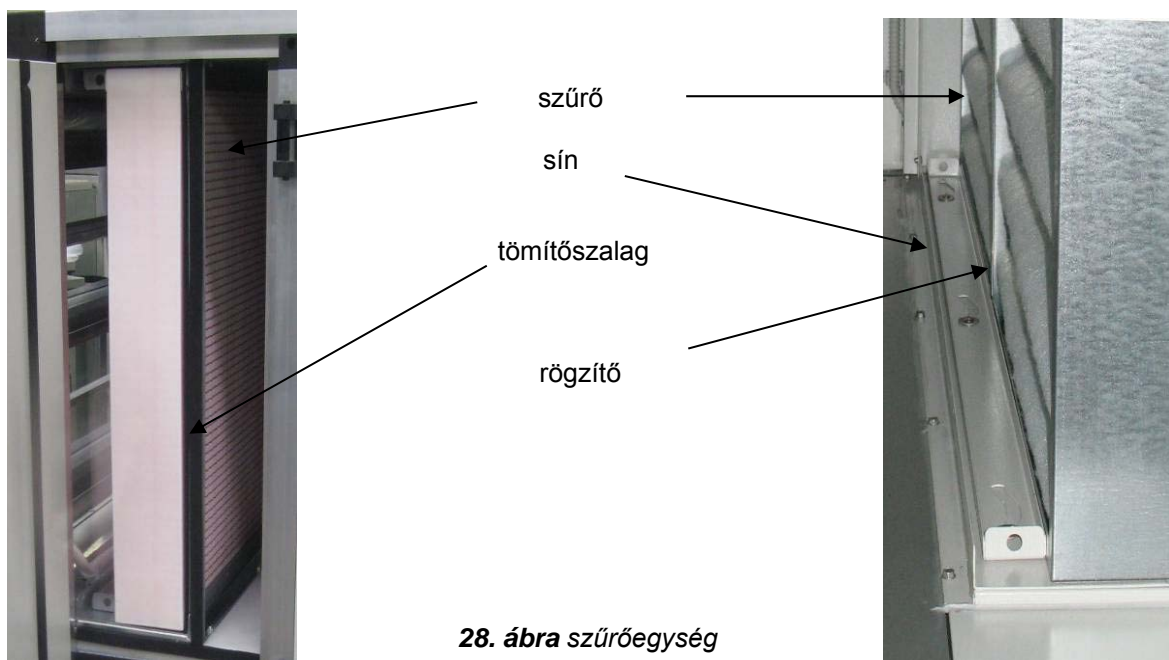 szűrő
sín
tömítőszalag
rögzítő
28. ábra szűrőegység